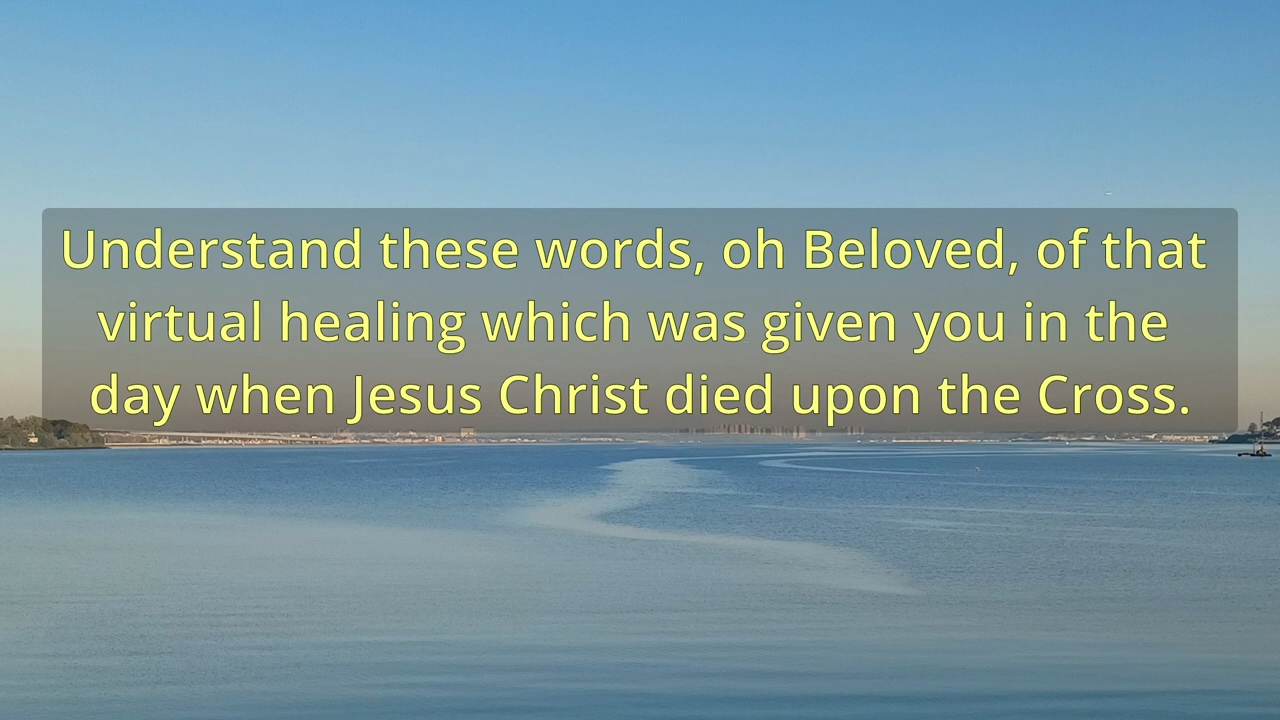 Understand these words, oh Beloved, of that
virtual healing which was given you in the
day when Jesus Christ died upon the Cross.